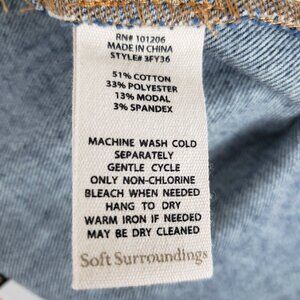 RN# 101206
MADE IN CHINA
STYLE# 3FY36
51% COTTON
33% POLYESTER
13% MODAL
3% SPANDEX
MACHINE WASH COLD
SEPARATELY
GENTLE CYCLE
ONLY NON-CHLORINE
BLEACH WHEN NEEDED
HANG TO DRY
WARM IRON IF NEEDED
MAY BE DRY CLEANED
Soft Surroundings